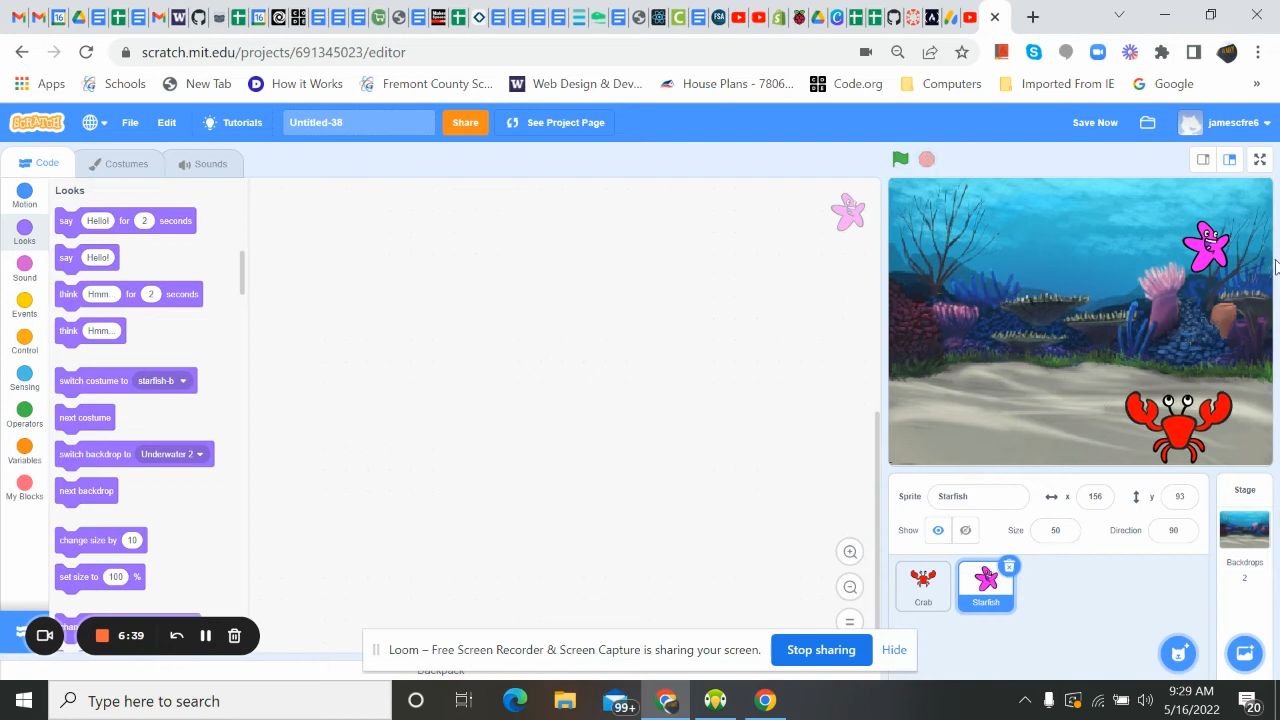 16
16
FSA
scratch.mit.edu/projects/691345023/editor
Apps
Schools
New Tab
How it Works
Fremont County Sc...
Web Design & Dev...
House Plans - 7806...
Code.org
Computers
Imported From IE
Google
»
SCRATCH
File
Edit
Tutorials
Untitled-38
Share
See Project Page
Save Now
jamescfre6
Code
Costumes
Sounds
Motion
Looks
Sound
Events
Control
Sensing
Operators
Variables
My Blocks
Looks
say Hello! for 2 seconds
say Hello!
think Hmm... for 2 seconds
think Hmm...
switch costume to starfish-b
next costume
switch backdrop to Underwater 2
next backdrop
change size by 10
set size to 100 %
Sprite Starfish x 156 y 93
Show Size 50 Direction 90
Crab
Starfish
Stage
Backdrops
2
6:39
Loom – Free Screen Recorder & Screen Capture is sharing your screen.
Stop sharing
Hide
Backpack
Type here to search
99+
9:29 AM
5/16/2022
20